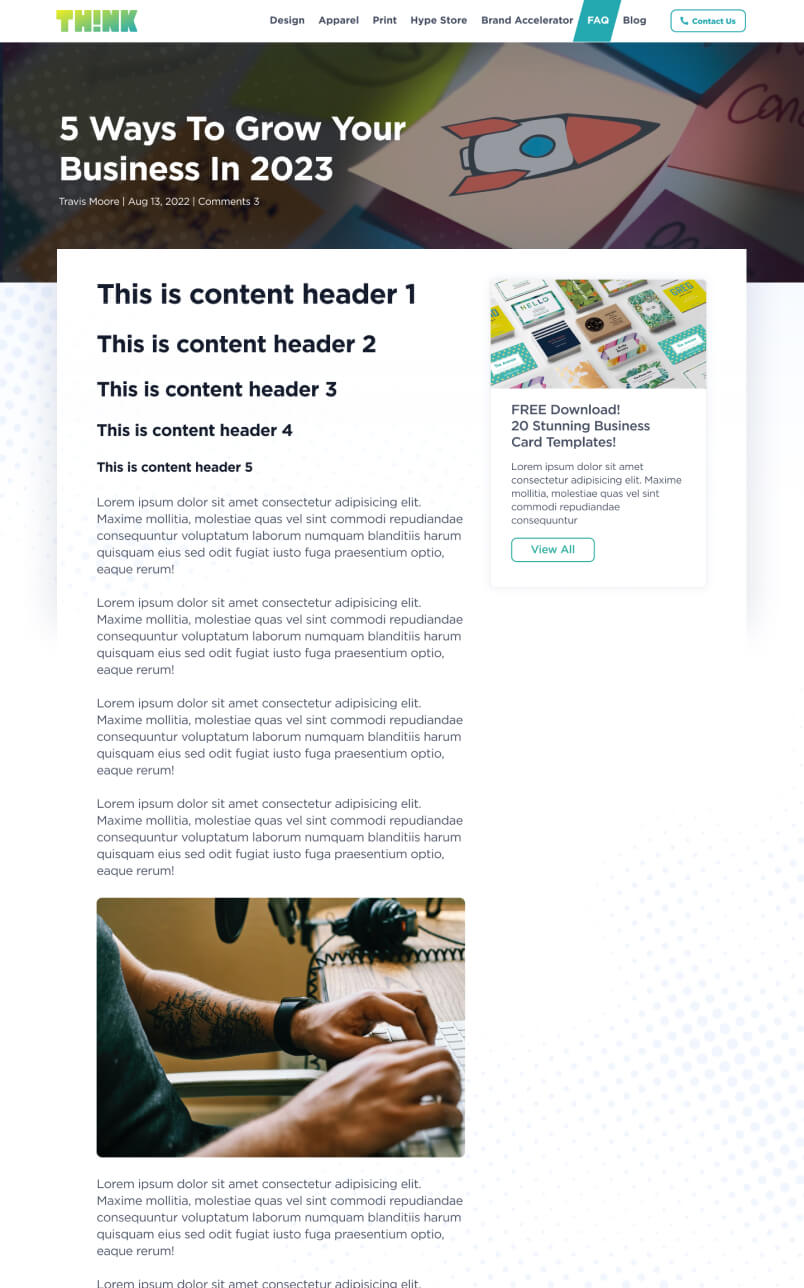 TH!NK
Design Apparel Print Hype Store Brand Accelerator FAQ Blog Contact Us
5 Ways To Grow Your
Business In 2023
Travis Moore | Aug 13, 2022 | Comments 3
This is content header 1
This is content header 2
This is content header 3
This is content header 4
This is content header 5
Lorem ipsum dolor sit amet consectetur adipisicing elit.
Maxime mollitia, molestiae quas vel sint commodi repudiandae
consequuntur voluptatum laborum numquam blanditiis harum
quisquam eius sed odit fugiat iusto fuga praesentium optio,
eaque rerum!
Lorem ipsum dolor sit amet consectetur adipisicing elit.
Maxime mollitia, molestiae quas vel sint commodi repudiandae
consequuntur voluptatum laborum numquam blanditiis harum
quisquam eius sed odit fugiat iusto fuga praesentium optio,
eaque rerum!
Lorem ipsum dolor sit amet consectetur adipisicing elit.
Maxime mollitia, molestiae quas vel sint commodi repudiandae
consequuntur voluptatum laborum numquam blanditiis harum
quisquam eius sed odit fugiat iusto fuga praesentium optio,
eaque rerum!
Lorem ipsum dolor sit amet consectetur adipisicing elit.
Maxime mollitia, molestiae quas vel sint commodi repudiandae
consequuntur voluptatum laborum numquam blanditiis harum
quisquam eius sed odit fugiat iusto fuga praesentium optio,
eaque rerum!
Lorem ipsum dolor sit amet consectetur adipisicing elit.
Maxime mollitia, molestiae quas vel sint commodi repudiandae
consequuntur voluptatum laborum numquam blanditiis harum
quisquam eius sed odit fugiat iusto fuga praesentium optio,
eaque rerum!
Lorem ipsum dolor sit amet consectetur adipisicing elit.
HELLO
GREG
FREE Download!
20 Stunning Business
Card Templates!
Lorem ipsum dolor sit amet
consectetur adipisicing elit. Maxime
mollitia, molestiae quas vel sint
commodi repudiandae
consequuntur
View All